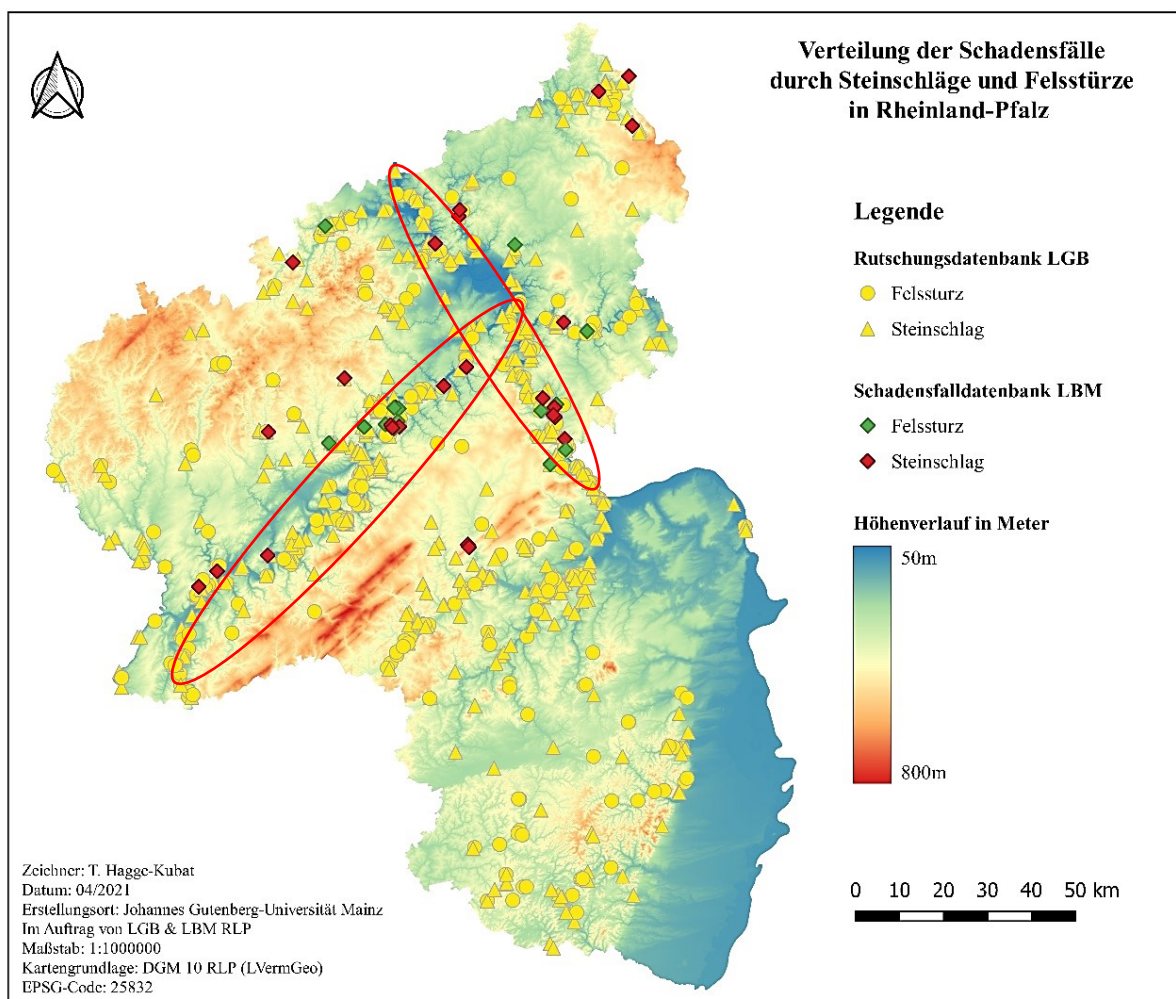 Verteilung der Schadensfälle
durch Steinschläge und Felsstürze
in Rheinland-Pfalz
Legende
Rutschungsdatenbank LGB
Felssturz
Steinschlag
Schadensfalldatenbank LBM
Felssturz
Steinschlag
Höhenverlauf in Meter
50m
800m
Zeichner: T. Hagge-Kubat
Datum: 04/2021
Erstellungsort: Johannes Gutenberg-Universität Mainz
Im Auftrag von LGB & LBM RLP
Maßstab: 1:1000000
Kartengrundlage: DGM 10 RLP (LVermGeo)
EPSG-Code: 25832
0 10 20 30 40 50 km